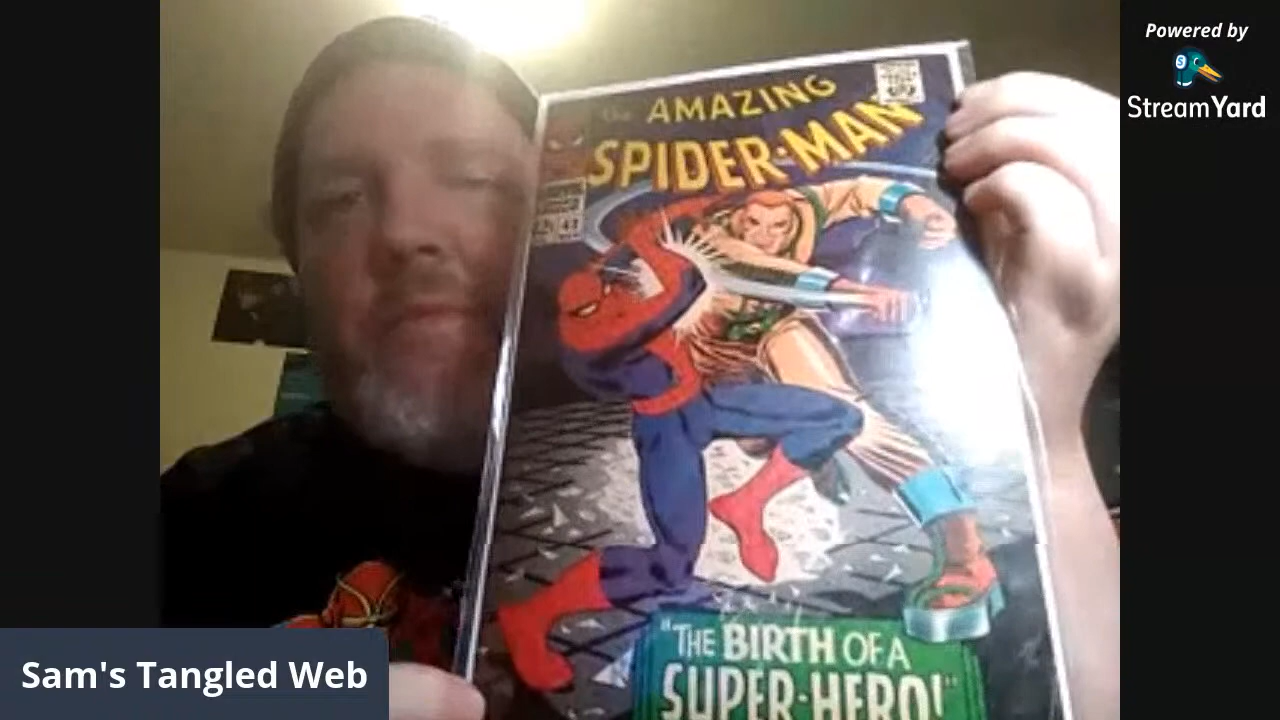 Powered by
StreamYard
the AMAZING
SPIDER-MAN
"THE BIRTH OF A
SUPER-HERO!"
Sam's Tangled Web